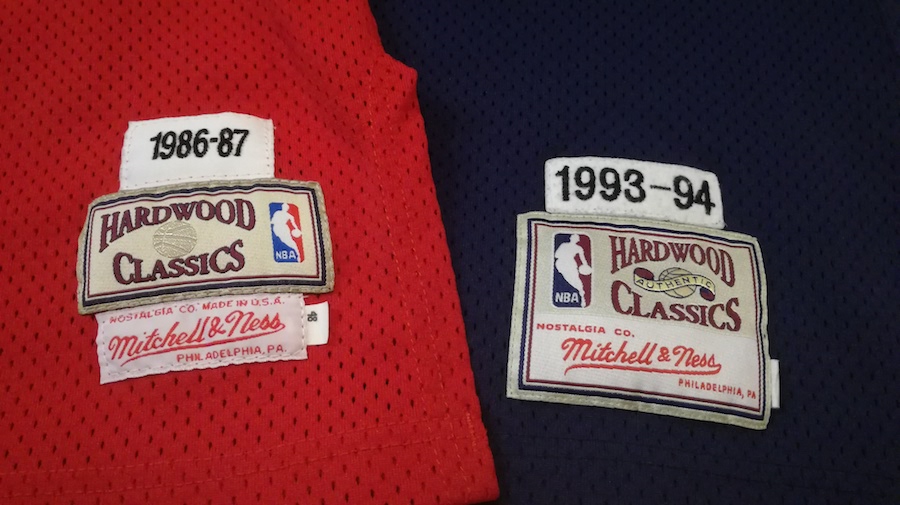 1986-87
HARDWOOD
CLASSICS
NBA
NOSTALGIA CO. MADE IN U.S.A.
Mitchell & Ness
PHILADELPHIA, PA.
1993-94
NBA
HARDWOOD
AUTHENTIC
CLASSICS
NOSTALGIA CO.
Mitchell & Ness
PHILADELPHIA, PA